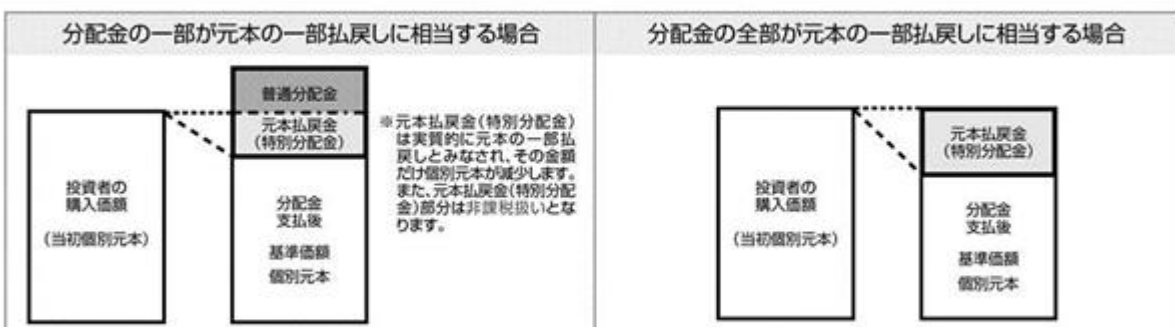 分配金の一部が元本の一部払戻しに相当する場合
普通分配金
元本払戻金
(特別分配金)
投資者の
購入価額
(当初個別元本)
分配金
支払後
基準価額
個別元本
※元本払戻金(特別分配金)
は実質的に元本の一部払
戻しとみなされ、その金額
だけ個別元本が減少します。
また、元本払戻金(特別分配
金)部分は非課税扱いとな
ります。
分配金の全部が元本の一部払戻しに相当する場合
元本払戻金
(特別分配金)
投資者の
購入価額
(当初個別元本)
分配金
支払後
基準価額
個別元本